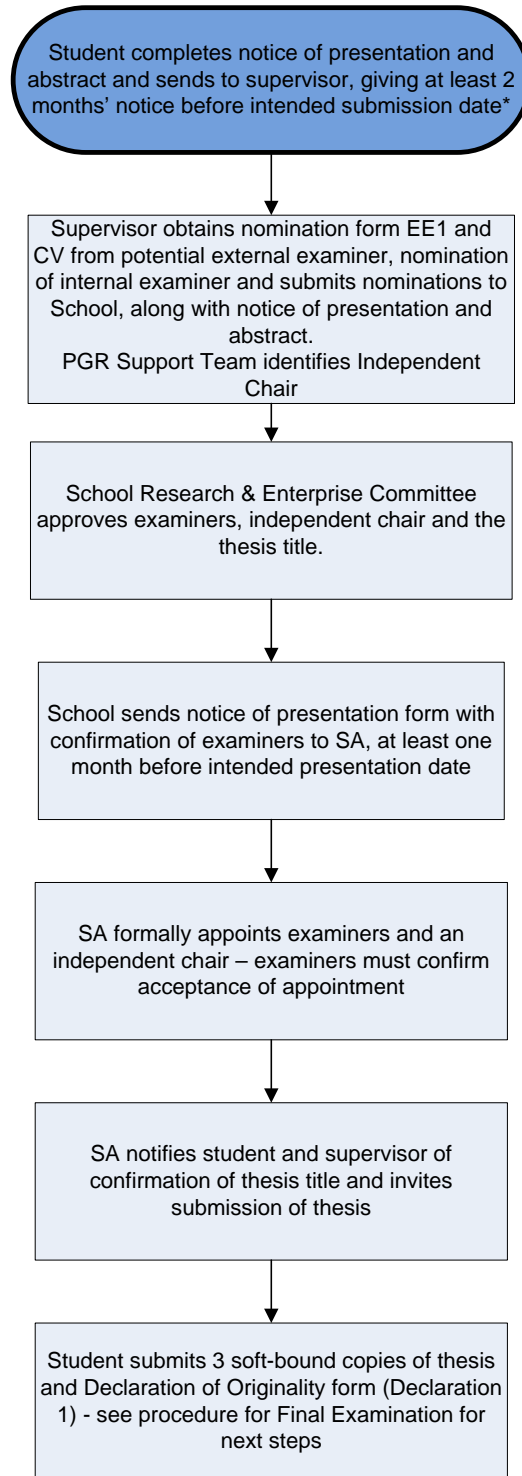 Student completes notice of presentation and
abstract and sends to supervisor, giving at least 2
months’ notice before intended submission date*
Supervisor obtains nomination form EE1 and
CV from potential external examiner, nomination
of internal examiner and submits nominations to
School, along with notice of presentation and
abstract.
PGR Support Team identifies Independent
Chair
School Research & Enterprise Committee
approves examiners, independent chair and the
thesis title.
School sends notice of presentation form with
confirmation of examiners to SA, at least one
month before intended presentation date
SA formally appoints examiners and an
independent chair – examiners must confirm
acceptance of appointment
SA notifies student and supervisor of
confirmation of thesis title and invites
submission of thesis
Student submits 3 soft-bound copies of thesis
and Declaration of Originality form (Declaration
1) - see procedure for Final Examination for
next steps